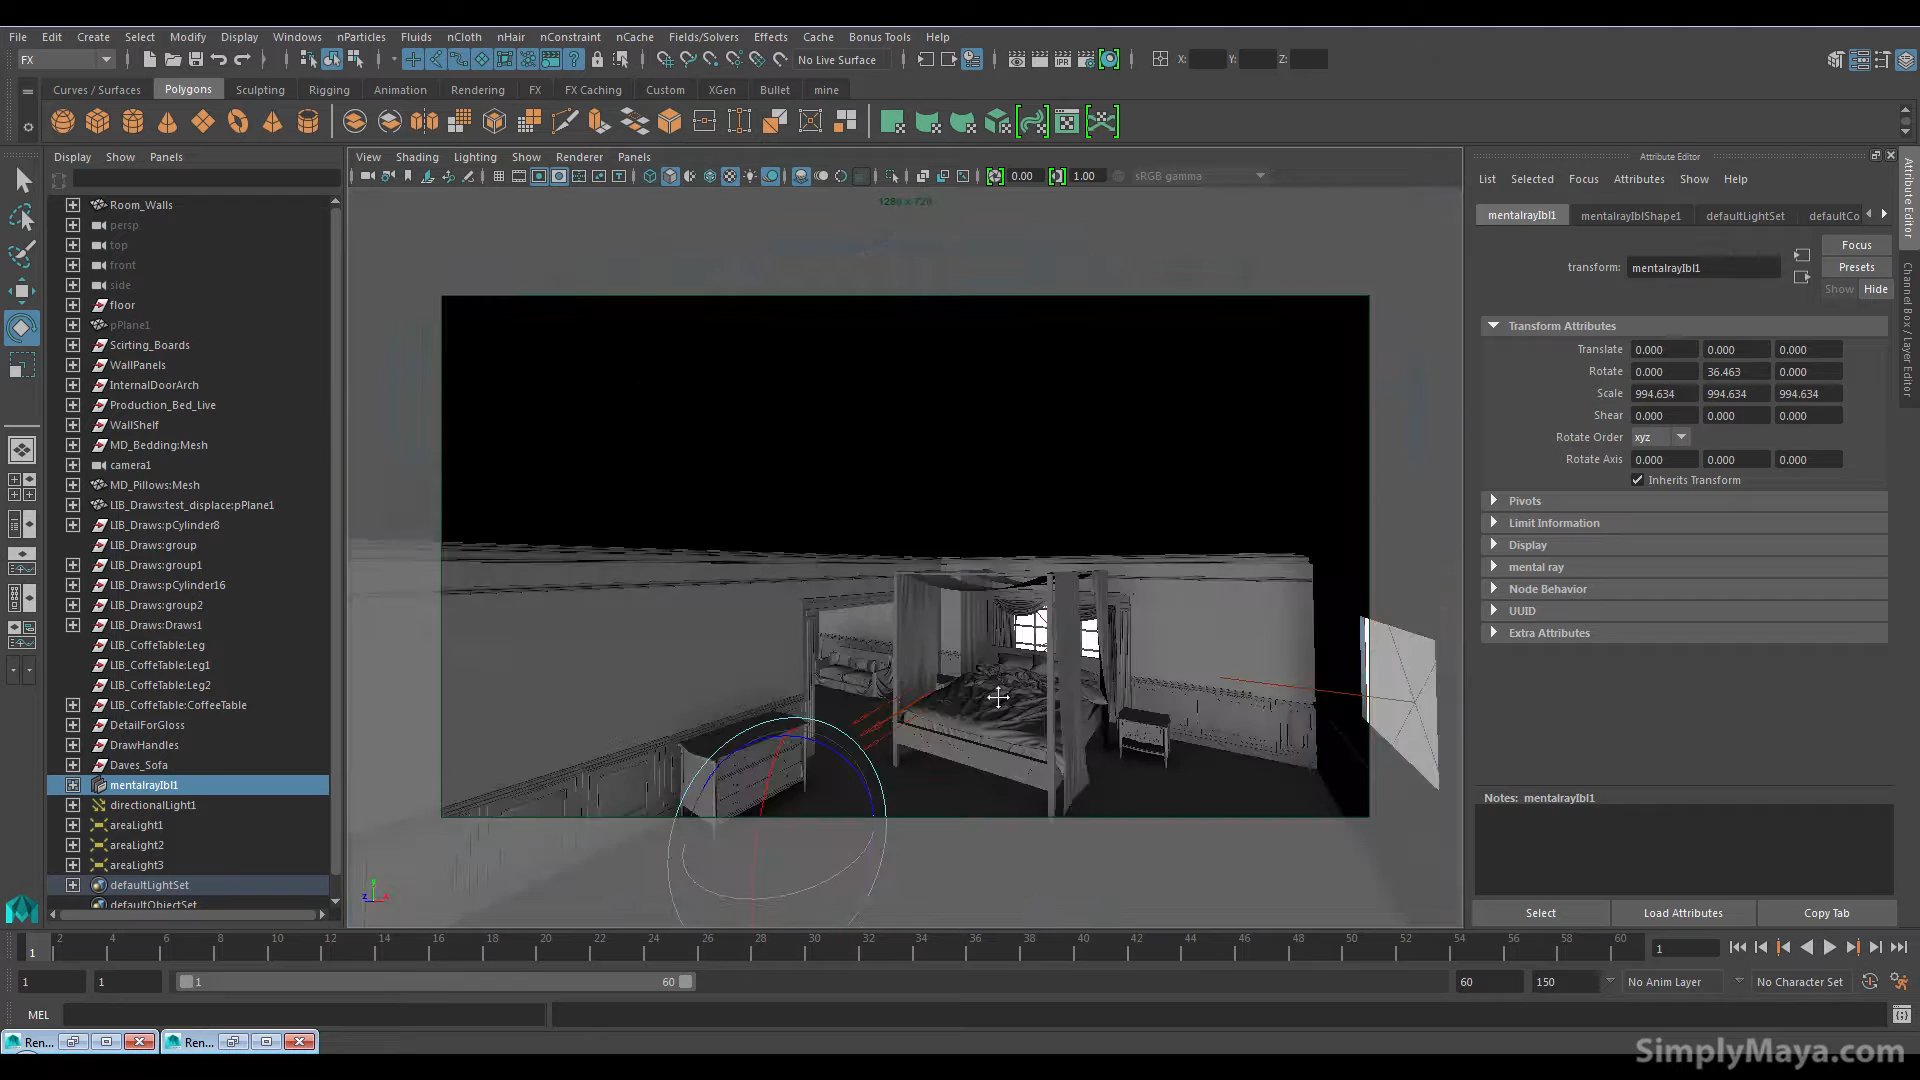 File Edit Create Select Modify Display Windows nParticles Fluids nCloth nHair nConstraint nCache Fields/Solvers Effects Cache Bonus Tools Help
FX No Live Surface X: Y: Z:
Curves / Surfaces Polygons Sculpting Rigging Animation Rendering FX FX Caching Custom XGen Bullet mine
Display Show Panels
View Shading Lighting Show Renderer Panels
0.00 1.00 sRGB gamma
1280 x 720
Room_Walls
persp
top
front
side
floor
pPlane1
Scirting_Boards
WallPanels
InternalDoorArch
Production_Bed_Live
WallShelf
MD_Bedding:Mesh
camera1
MD_Pillows:Mesh
LIB_Draws:test_displace:pPlane1
LIB_Draws:pCylinder8
LIB_Draws:group
LIB_Draws:group1
LIB_Draws:pCylinder16
LIB_Draws:group2
LIB_Draws:Draws1
LIB_CoffeTable:Leg
LIB_CoffeTable:Leg1
LIB_CoffeTable:Leg2
LIB_CoffeTable:CoffeeTable
DetailForGloss
DrawHandles
Daves_Sofa
mentalrayIbl1
directionalLight1
areaLight1
areaLight2
areaLight3
defaultLightSet
defaultObjectSet
Attribute Editor
List Selected Focus Attributes Show Help
mentalrayIbl1 mentalrayIblShape1 defaultLightSet defaultCo
Focus
transform: mentalrayIbl1 Presets
Show Hide
Transform Attributes
Translate 0.000 0.000 0.000
Rotate 0.000 36.463 0.000
Scale 994.634 994.634 994.634
Shear 0.000 0.000 0.000
Rotate Order xyz
Rotate Axis 0.000 0.000 0.000
Inherits Transform
Pivots
Limit Information
Display
mental ray
Node Behavior
UUID
Extra Attributes
Notes: mentalrayIbl1
Select Load Attributes Copy Tab
Attribute Editor
Channel Box / Layer Editor
1 2 4 6 8 10 12 14 16 18 20 22 24 26 28 30 32 34 36 38 40 42 44 46 48 50 52 54 56 58 60 1
1 1 1 60 60 150 No Anim Layer No Character Set
MEL
Ren... Ren...
SimplyMaya.com